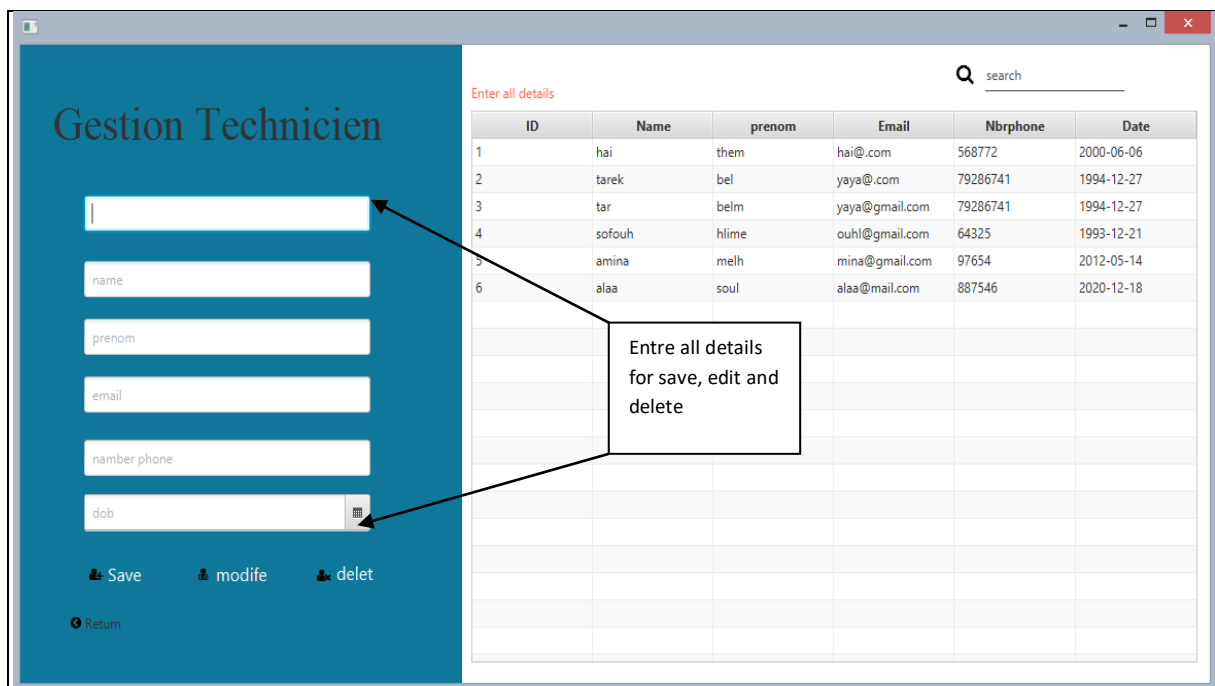 search
Enter all details
Gestion Technicien
ID Name prenom Email Nbrphone Date
1 hai them hai@.com 568772 2000-06-06
2 tarek bel yaya@.com 79286741 1994-12-27
3 tar belm yaya@gmail.com 79286741 1994-12-27
4 sofouh hlime ouhl@gmail.com 64325 1993-12-21
5 amina melh mina@gmail.com 97654 2012-05-14
6 alaa soul alaa@mail.com 887546 2020-12-18
name
prenom
email
namber phone
dob
Save modife delet
Return
Entre all details
for save, edit and
delete